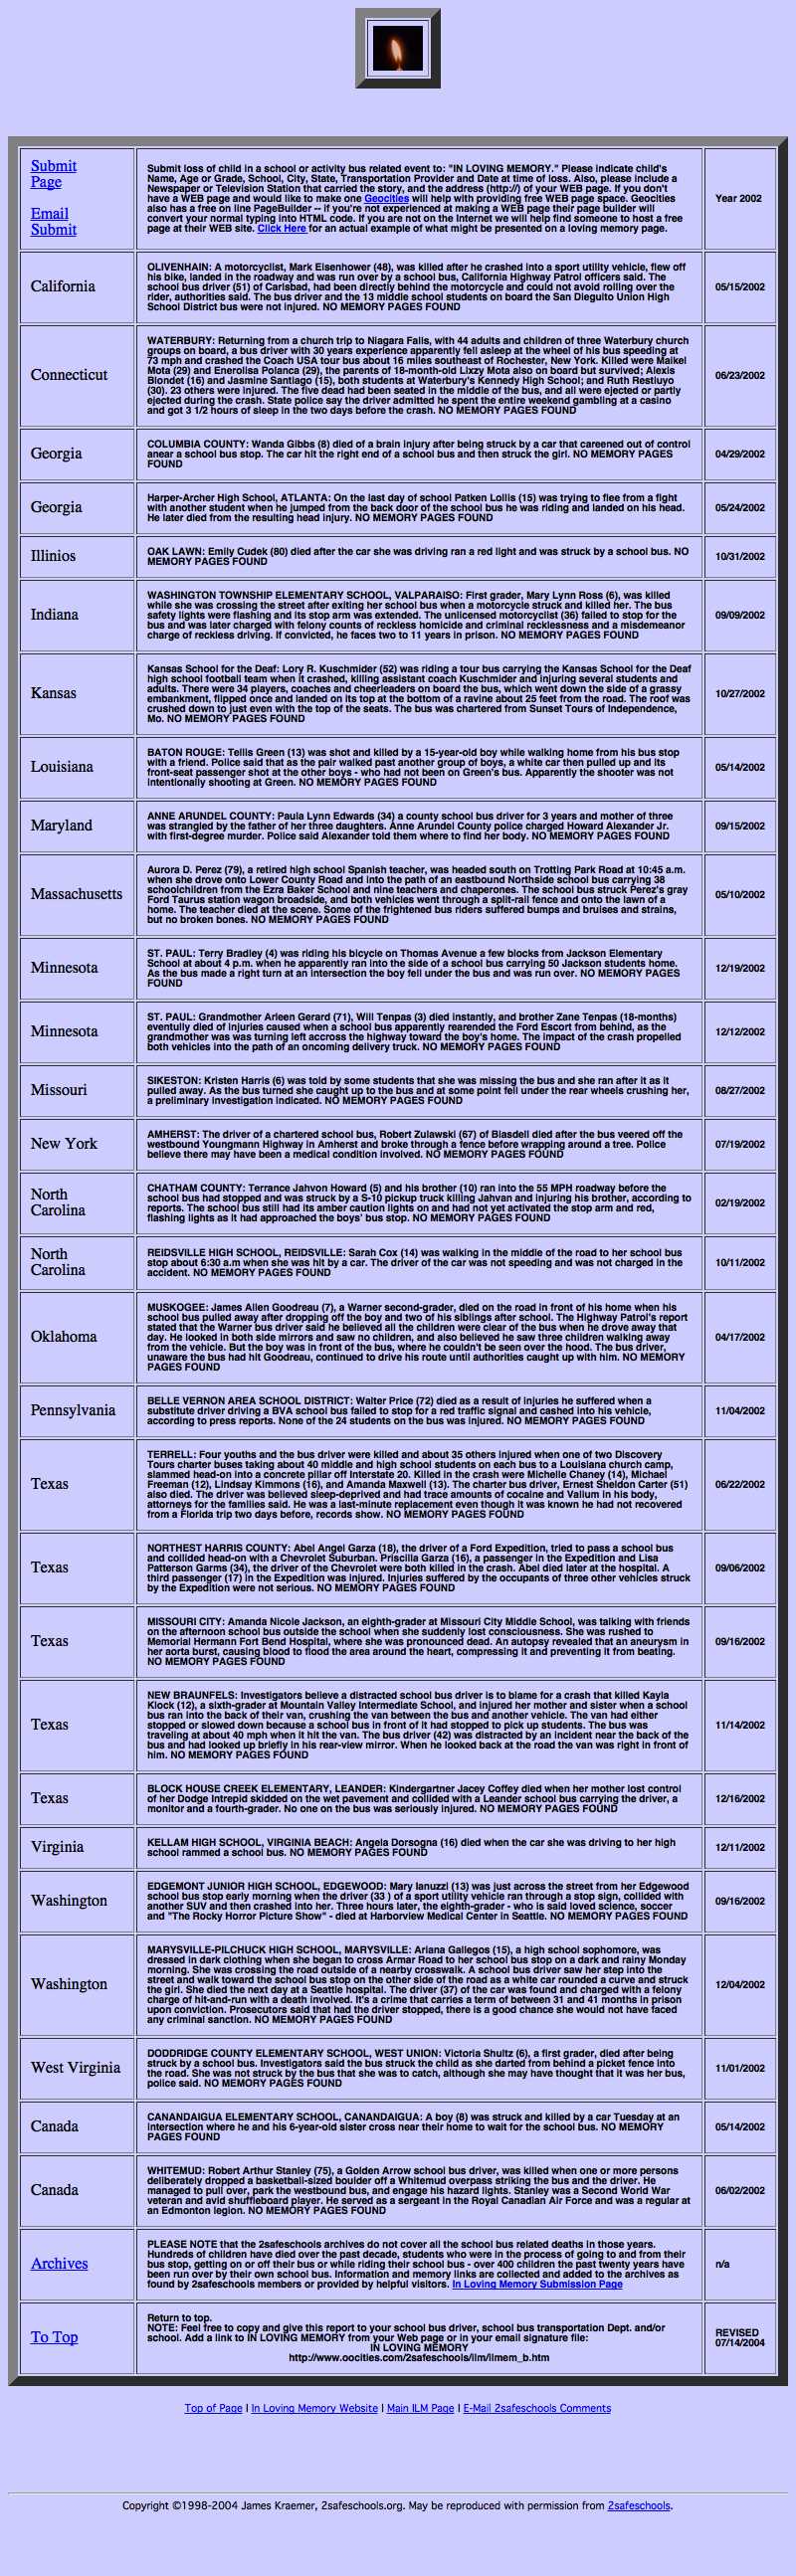 Submit
Page
Email
Submit
Submit loss of child in a school or activity bus related event to: "IN LOVING MEMORY." Please indicate child's
Name, Age or Grade, School, City, State, Transportation Provider and Date at time of loss. Also, please include a
Newspaper or Television Station that carried the story, and the address (http://) of your WEB page. If you don't
have a WEB page and would like to make one Geocities will help with providing free WEB page space. Geocities
also has a free on line PageBuilder -- if you're not experienced at making a WEB page their page builder will
convert your normal typing into HTML code. If you are not on the Internet we will help find someone to host a free
page at their WEB site. Click Here for an actual example of what might be presented on a loving memory page.
Year 2002
California
OLIVENHAIN: A motorcyclist, Mark Eisenhower (48), was killed after he crashed into a sport utility vehicle, flew off
his bike, landed in the roadway and was run over by a school bus, California Highway Patrol officers said. The
school bus driver (51) of Carlsbad, had been directly behind the motorcycle and could not avoid rolling over the
rider, authorities said. The bus driver and the 13 middle school students on board the San Dieguito Union High
School District bus were not injured. NO MEMORY PAGES FOUND
05/15/2002
Connecticut
WATERBURY: Returning from a church trip to Niagara Falls, with 44 adults and children of three Waterbury church
groups on board, a bus driver with 30 years experience apparently fell asleep at the wheel of his bus speeding at
73 mph and crashed the Coach USA tour bus about 16 miles southeast of Rochester, New York. Killed were Maikel
Mota (29) and Enerolisa Polanca (29), the parents of 18-month-old Lixzy Mota also on board but survived; Alexis
Blondet (16) and Jasmine Santiago (15), both students at Waterbury's Kennedy High School; and Ruth Restiuyo
(30). 23 others were injured. The five dead had been seated in the middle of the bus, and all were ejected or partly
ejected during the crash. State police say the driver admitted he spent the entire weekend gambling at a casino
and got 3 1/2 hours of sleep in the two days before the crash. NO MEMORY PAGES FOUND
06/23/2002
Georgia
COLUMBIA COUNTY: Wanda Gibbs (8) died of a brain injury after being struck by a car that careened out of control
anear a school bus stop. The car hit the right end of a school bus and then struck the girl. NO MEMORY PAGES
FOUND
04/29/2002
Georgia
Harper-Archer High School, ATLANTA: On the last day of school Patken Lollis (15) was trying to flee from a fight
with another student when he jumped from the back door of the school bus he was riding and landed on his head.
He later died from the resulting head injury. NO MEMORY PAGES FOUND
05/24/2002
Illinios
OAK LAWN: Emily Cudek (80) died after the car she was driving ran a red light and was struck by a school bus. NO
MEMORY PAGES FOUND
10/31/2002
Indiana
WASHINGTON TOWNSHIP ELEMENTARY SCHOOL, VALPARAISO: First grader, Mary Lynn Ross (6), was killed
while she was crossing the street after exiting her school bus when a motorcycle struck and killed her. The bus
safety lights were flashing and its stop arm was extended. The unlicensed motorcyclist (36) failed to stop for the
bus and was later charged with felony counts of reckless homicide and criminal recklessness and a misdemeanor
charge of reckless driving. If convicted, he faces two to 11 years in prison. NO MEMORY PAGES FOUND
09/09/2002
Kansas
Kansas School for the Deaf: Lory R. Kuschmider (52) was riding a tour bus carrying the Kansas School for the Deaf
high school football team when it crashed, killing assistant coach Kuschmider and injuring several students and
adults. There were 34 players, coaches and cheerleaders on board the bus, which went down the side of a grassy
embankment, flipped once and landed on its top at the bottom of a ravine about 25 feet from the road. The roof was
crushed down to just even with the top of the seats. The bus was chartered from Sunset Tours of Independence,
Mo. NO MEMORY PAGES FOUND
10/27/2002
Louisiana
BATON ROUGE: Tellis Green (13) was shot and killed by a 15-year-old boy while walking home from his bus stop
with a friend. Police said that as the pair walked past another group of boys, a white car then pulled up and its
front-seat passenger shot at the other boys - who had not been on Green's bus. Apparently the shooter was not
intentionally shooting at Green. NO MEMORY PAGES FOUND
05/14/2002
Maryland
ANNE ARUNDEL COUNTY: Paula Lynn Edwards (34) a county school bus driver for 3 years and mother of three
was strangled by the father of her three daughters. Anne Arundel County police charged Howard Alexander Jr.
with first-degree murder. Police said Alexander told them where to find her body. NO MEMORY PAGES FOUND
09/15/2002
Massachusetts
Aurora D. Perez (79), a retired high school Spanish teacher, was headed south on Trotting Park Road at 10:45 a.m.
when she drove onto Lower County Road and into the path of an eastbound Northside school bus carrying 38
schoolchildren from the Ezra Baker School and nine teachers and chaperones. The school bus struck Perez's gray
Ford Taurus station wagon broadside, and both vehicles went through a split-rail fence and onto the lawn of a
home. The teacher died at the scene. Some of the frightened bus riders suffered bumps and bruises and strains,
but no broken bones. NO MEMORY PAGES FOUND
05/10/2002
Minnesota
ST. PAUL: Terry Bradley (4) was riding his bicycle on Thomas Avenue a few blocks from Jackson Elementary
School at about 4 p.m. when he apparently ran into the side of a school bus carrying 50 Jackson students home.
As the bus made a right turn at an intersection the boy fell under the bus and was run over. NO MEMORY PAGES
FOUND
12/19/2002
Minnesota
ST. PAUL: Grandmother Arleen Gerard (71), Will Tenpas (3) died instantly, and brother Zane Tenpas (18-months)
eventully died of injuries caused when a school bus apparently rearended the Ford Escort from behind, as the
grandmother was was turning left accross the highway toward the boy's home. The impact of the crash propelled
both vehicles into the path of an oncoming delivery truck. NO MEMORY PAGES FOUND
12/12/2002
Missouri
SIKESTON: Kristen Harris (6) was told by some students that she was missing the bus and she ran after it as it
pulled away. As the bus turned she caught up to the bus and at some point fell under the rear wheels crushing her,
a preliminary investigation indicated. NO MEMORY PAGES FOUND
08/27/2002
New York
AMHERST: The driver of a chartered school bus, Robert Zulawski (67) of Blasdell died after the bus veered off the
westbound Youngmann Highway in Amherst and broke through a fence before wrapping around a tree. Police
believe there may have been a medical condition involved. NO MEMORY PAGES FOUND
07/19/2002
North
Carolina
CHATHAM COUNTY: Terrance Jahvon Howard (5) and his brother (10) ran into the 55 MPH roadway before the
school bus had stopped and was struck by a S-10 pickup truck killing Jahvan and injuring his brother, according to
reports. The school bus still had its amber caution lights on and had not yet activated the stop arm and red,
flashing lights as it had approached the boys' bus stop. NO MEMORY PAGES FOUND
02/19/2002
North
Carolina
REIDSVILLE HIGH SCHOOL, REIDSVILLE: Sarah Cox (14) was walking in the middle of the road to her school bus
stop about 6:30 a.m when she was hit by a car. The driver of the car was not speeding and was not charged in the
accident. NO MEMORY PAGES FOUND
10/11/2002
Oklahoma
MUSKOGEE: James Allen Goodreau (7), a Warner second-grader, died on the road in front of his home when his
school bus pulled away after dropping off the boy and two of his siblings after school. The Highway Patrol's report
stated that the Warner bus driver said he believed all the children were clear of the bus when he drove away that
day. He looked in both side mirrors and saw no children, and also believed he saw three children walking away
from the vehicle. But the boy was in front of the bus, where he couldn't be seen over the hood. The bus driver,
unaware the bus had hit Goodreau, continued to drive his route until authorities caught up with him. NO MEMORY
PAGES FOUND
04/17/2002
Pennsylvania
BELLE VERNON AREA SCHOOL DISTRICT: Walter Price (72) died as a result of injuries he suffered when a
substitute driver driving a BVA school bus failed to stop for a red traffic signal and cashed into his vehicle,
according to press reports. None of the 24 students on the bus was injured. NO MEMORY PAGES FOUND
11/04/2002
Texas
TERRELL: Four youths and the bus driver were killed and about 35 others injured when one of two Discovery
Tours charter buses taking about 40 middle and high school students on each bus to a Louisiana church camp,
slammed head-on into a concrete pillar off Interstate 20. Killed in the crash were Michelle Chaney (14), Michael
Freeman (12), Lindsay Kimmons (16), and Amanda Maxwell (13). The charter bus driver, Ernest Sheldon Carter (51)
also died. The driver was believed sleep-deprived and had trace amounts of cocaine and Valium in his body,
attorneys for the families said. He was a last-minute replacement even though it was known he had not recovered
from a Florida trip two days before, records show. NO MEMORY PAGES FOUND
06/22/2002
Texas
NORTHEST HARRIS COUNTY: Abel Angel Garza (18), the driver of a Ford Expedition, tried to pass a school bus
and collided head-on with a Chevrolet Suburban. Priscilla Garza (16), a passenger in the Expedition and Lisa
Patterson Garms (34), the driver of the Chevrolet were both killed in the crash. Abel died later at the hospital. A
third passenger (17) in the Expedition was injured. Injuries suffered by the occupants of three other vehicles struck
by the Expedition were not serious. NO MEMORY PAGES FOUND
09/06/2002
Texas
MISSOURI CITY: Amanda Nicole Jackson, an eighth-grader at Missouri City Middle School, was talking with friends
on the afternoon school bus outside the school when she suddenly lost consciousness. She was rushed to
Memorial Hermann Fort Bend Hospital, where she was pronounced dead. An autopsy revealed that an aneurysm in
her aorta burst, causing blood to flood the area around the heart, compressing it and preventing it from beating.
NO MEMORY PAGES FOUND
09/16/2002
Texas
NEW BRAUNFELS: Investigators believe a distracted school bus driver is to blame for a crash that killed Kayla
Klock (12), a sixth-grader at Mountain Valley Intermediate School, and injured her mother and sister when a school
bus ran into the back of their van, crushing the van between the bus and another vehicle. The van had either
stopped or slowed down because a school bus in front of it had stopped to pick up students. The bus was
traveling at about 40 mph when it hit the van. The bus driver (42) was distracted by an incident near the back of the
bus and had looked up briefly in his rear-view mirror. When he looked back at the road the van was right in front of
him. NO MEMORY PAGES FOUND
11/14/2002
Texas
BLOCK HOUSE CREEK ELEMENTARY, LEANDER: Kindergartner Jacey Coffey died when her mother lost control
of her Dodge Intrepid skidded on the wet pavement and collided with a Leander school bus carrying the driver, a
monitor and a fourth-grader. No one on the bus was seriously injured. NO MEMORY PAGES FOUND
12/16/2002
Virginia
KELLAM HIGH SCHOOL, VIRGINIA BEACH: Angela Dorsogna (16) died when the car she was driving to her high
school rammed a school bus. NO MEMORY PAGES FOUND
12/11/2002
Washington
EDGEMONT JUNIOR HIGH SCHOOL, EDGEWOOD: Mary Ianuzzi (13) was just across the street from her Edgewood
school bus stop early morning when the driver (33 ) of a sport utility vehicle ran through a stop sign, collided with
another SUV and then crashed into her. Three hours later, the eighth-grader - who is said loved science, soccer
and "The Rocky Horror Picture Show" - died at Harborview Medical Center in Seattle. NO MEMORY PAGES FOUND
09/16/2002
Washington
MARYSVILLE-PILCHUCK HIGH SCHOOL, MARYSVILLE: Ariana Gallegos (15), a high school sophomore, was
dressed in dark clothing when she began to cross Armar Road to her school bus stop on a dark and rainy Monday
morning. She was crossing the road outside of a nearby crosswalk. A school bus driver saw her step into the
street and walk toward the school bus stop on the other side of the road as a white car rounded a curve and struck
the girl. She died the next day at a Seattle hospital. The driver (37) of the car was found and charged with a felony
charge of hit-and-run with a death involved. It's a crime that carries a term of between 31 and 41 months in prison
upon conviction. Prosecutors said that had the driver stopped, there is a good chance she would not have faced
any criminal sanction. NO MEMORY PAGES FOUND
12/04/2002
West Virginia
DODDRIDGE COUNTY ELEMENTARY SCHOOL, WEST UNION: Victoria Shultz (6), a first grader, died after being
struck by a school bus. Investigators said the bus struck the child as she darted from behind a picket fence into
the road. She was not struck by the bus that she was to catch, although she may have thought that it was her bus,
police said. NO MEMORY PAGES FOUND
11/01/2002
Canada
CANANDAIGUA ELEMENTARY SCHOOL, CANANDAIGUA: A boy (8) was struck and killed by a car Tuesday at an
intersection where he and his 6-year-old sister cross near their home to wait for the school bus. NO MEMORY
PAGES FOUND
05/14/2002
Canada
WHITEMUD: Robert Arthur Stanley (75), a Golden Arrow school bus driver, was killed when one or more persons
deliberately dropped a basketball-sized boulder off a Whitemud overpass striking the bus and the driver. He
managed to pull over, park the westbound bus, and engage his hazard lights. Stanley was a Second World War
veteran and avid shuffleboard player. He served as a sergeant in the Royal Canadian Air Force and was a regular at
an Edmonton legion. NO MEMORY PAGES FOUND
06/02/2002
Archives
PLEASE NOTE that the 2safeschools archives do not cover all the school bus related deaths in those years.
Hundreds of children have died over the past decade, students who were in the process of going to and from their
bus stop, getting on or off their bus or while riding their school bus - over 400 children the past twenty years have
been run over by their own school bus. Information and memory links are collected and added to the archives as
found by 2safeschools members or provided by helpful visitors. In Loving Memory Submission Page
n/a
To Top
Return to top.
NOTE: Feel free to copy and give this report to your school bus driver, school bus transportation Dept. and/or
school. Add a link to IN LOVING MEMORY from your Web page or in your email signature file:
IN LOVING MEMORY
http://www.oocities.com/2safeschools/ilm/ilmem_b.htm
REVISED
07/14/2004
Top of Page | In Loving Memory Website | Main ILM Page | E-Mail 2safeschools Comments
Copyright ©1998-2004 James Kraemer, 2safeschools.org. May be reproduced with permission from 2safeschools.